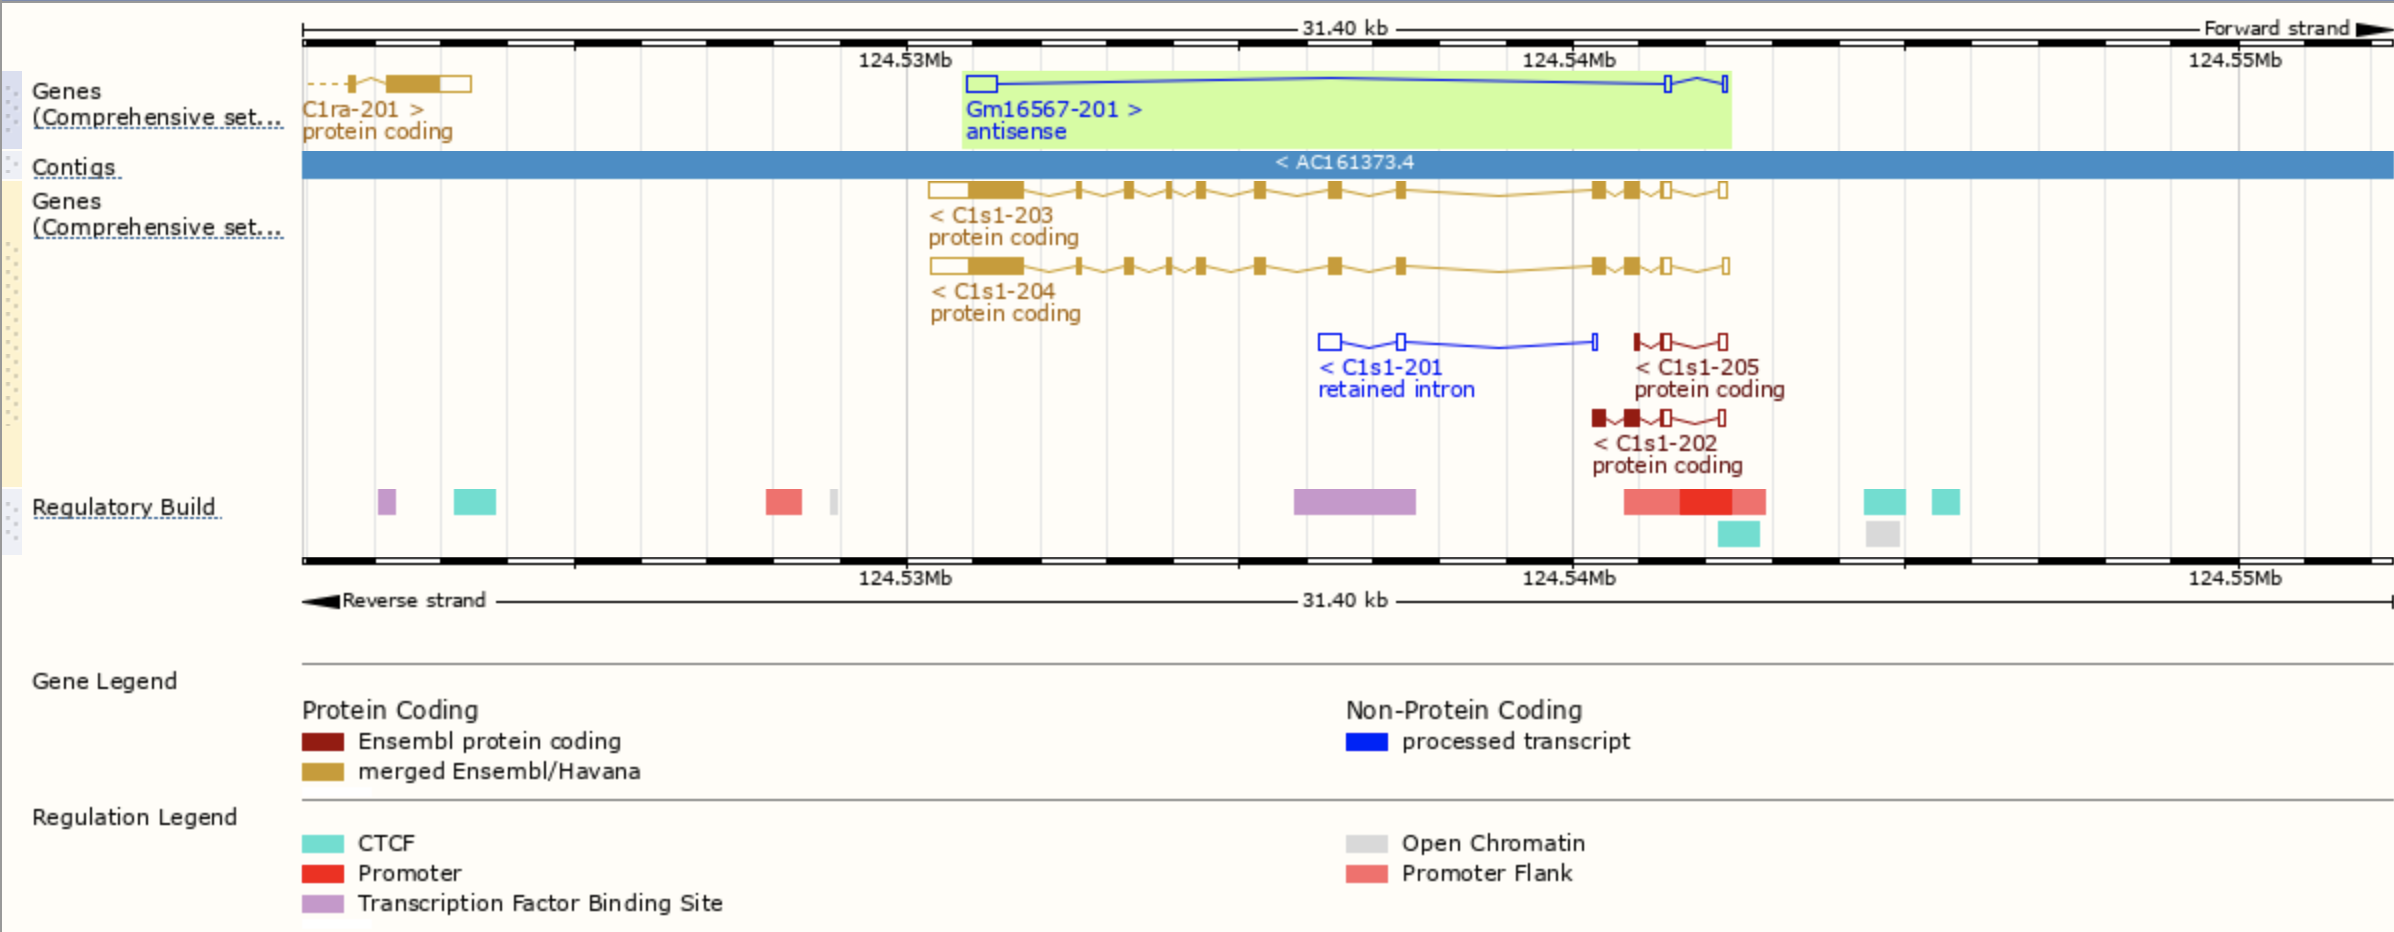 31.40 kb
Forward strand
124.53Mb
124.54Mb
124.55Mb
Genes
(Comprehensive set...
C1ra-201 >
protein coding
Gm16567-201 >
antisense
Contigs
< AC161373.4
Genes
(Comprehensive set...
< C1s1-203
protein coding
< C1s1-204
protein coding
< C1s1-201
retained intron
< C1s1-205
protein coding
< C1s1-202
protein coding
Regulatory Build
124.53Mb
124.54Mb
124.55Mb
Reverse strand
31.40 kb
Gene Legend
Protein Coding
Ensembl protein coding
merged Ensembl/Havana
Non-Protein Coding
processed transcript
Regulation Legend
CTCF
Promoter
Transcription Factor Binding Site
Open Chromatin
Promoter Flank